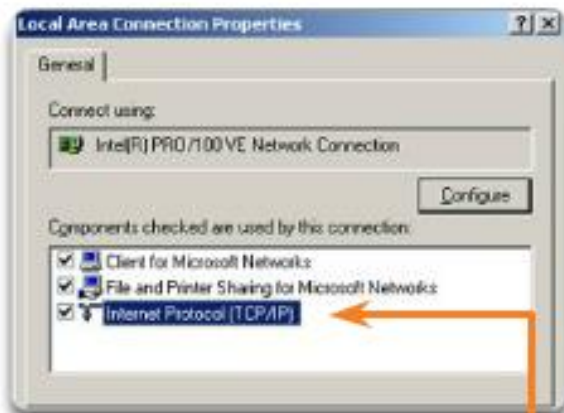 Local Area Connection Properties
General
Connect using:
Intel(R) PRO/100 VE Network Connection
Configure
Components checked are used by this connection:
Client for Microsoft Networks
File and Printer Sharing for Microsoft Networks
Internet Protocol (TCP/IP)